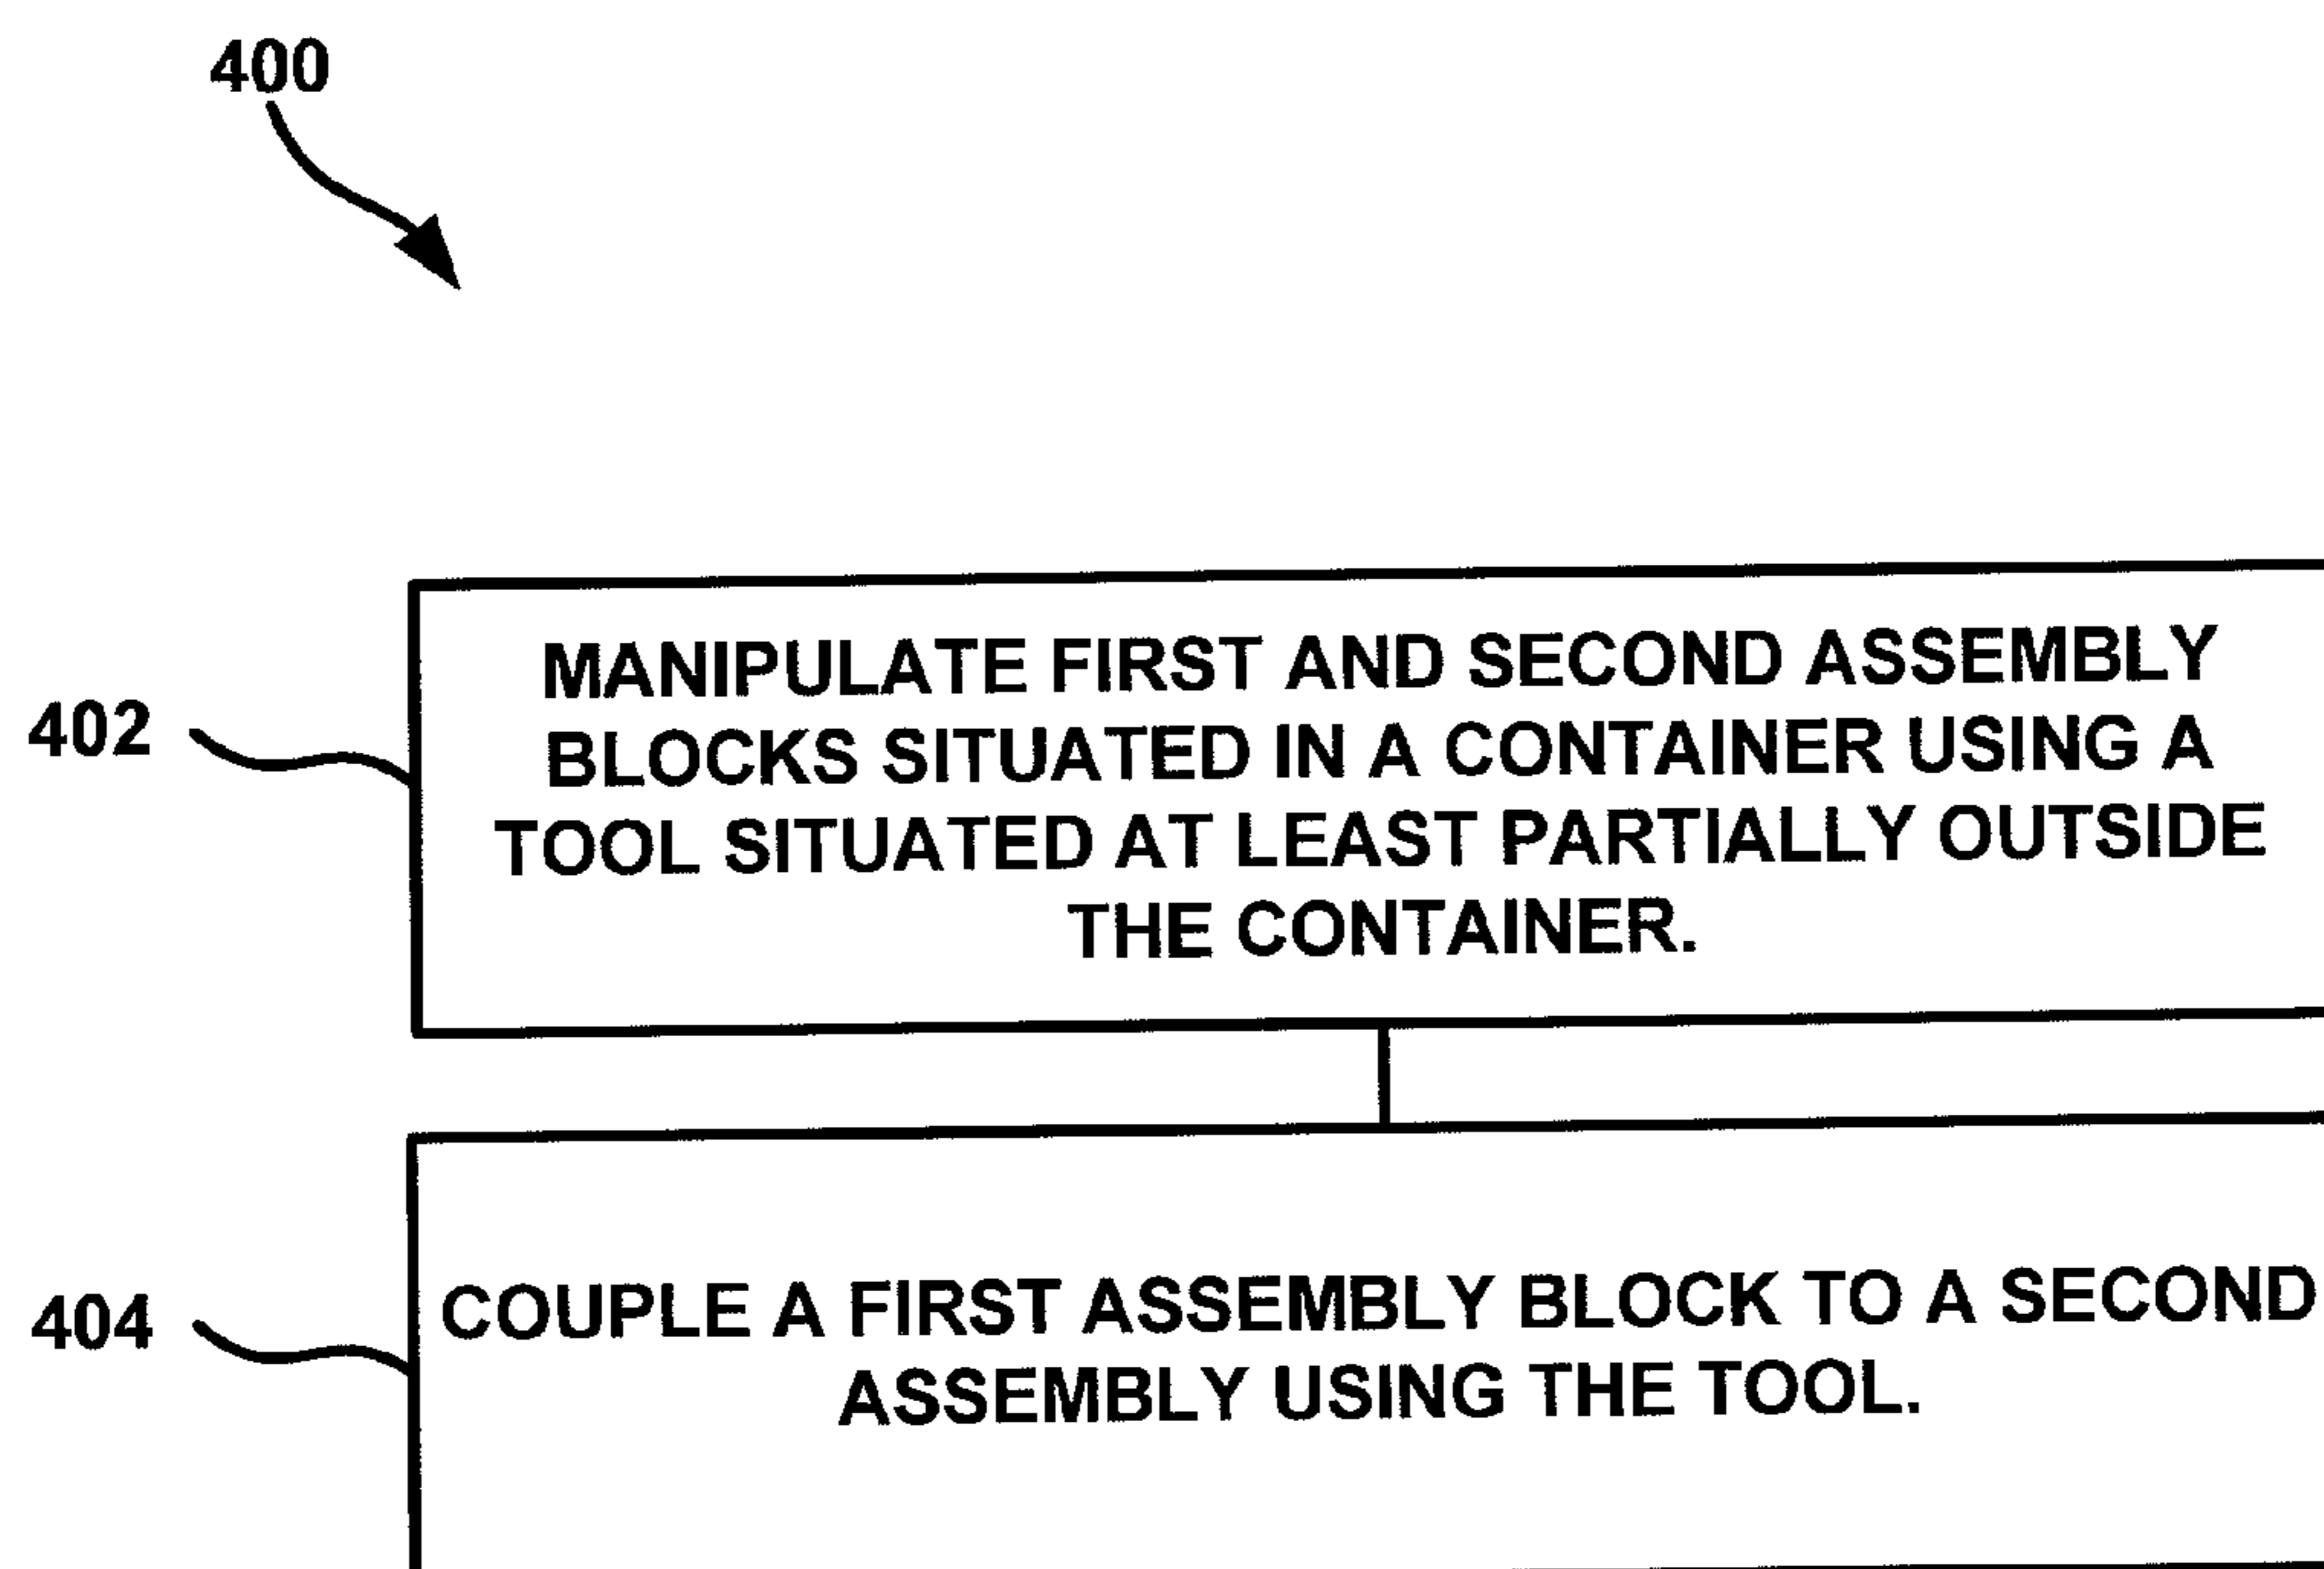 400
402
MANIPULATE FIRST AND SECOND ASSEMBLY
BLOCKS SITUATED IN A CONTAINER USING A
TOOL SITUATED AT LEAST PARTIALLY OUTSIDE
THE CONTAINER.
404
COUPLE A FIRST ASSEMBLY BLOCK TO A SECOND
ASSEMBLY USING THE TOOL.